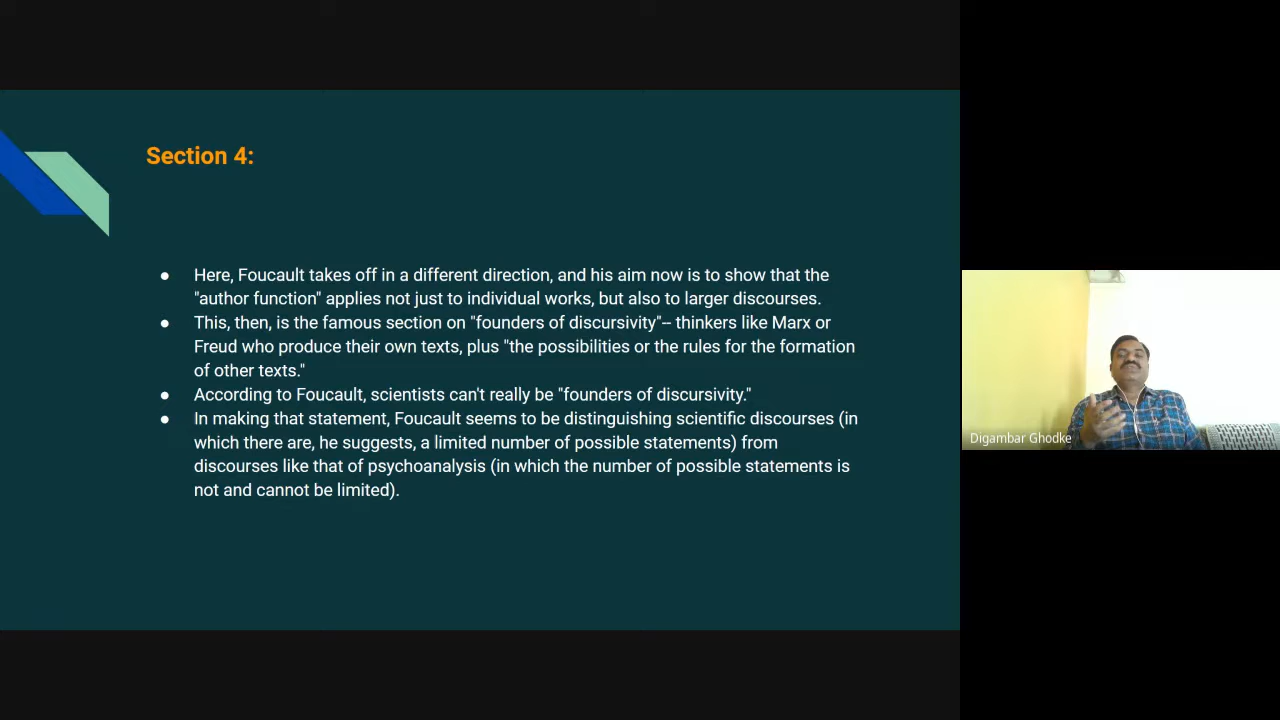 Section 4:
● Here, Foucault takes off in a different direction, and his aim now is to show that the
"author function" applies not just to individual works, but also to larger discourses.
● This, then, is the famous section on "founders of discursivity"-- thinkers like Marx or
Freud who produce their own texts, plus "the possibilities or the rules for the formation
of other texts."
● According to Foucault, scientists can't really be "founders of discursivity."
● In making that statement, Foucault seems to be distinguishing scientific discourses (in
which there are, he suggests, a limited number of possible statements) from
discourses like that of psychoanalysis (in which the number of possible statements is
not and cannot be limited).
Digambar Ghodke